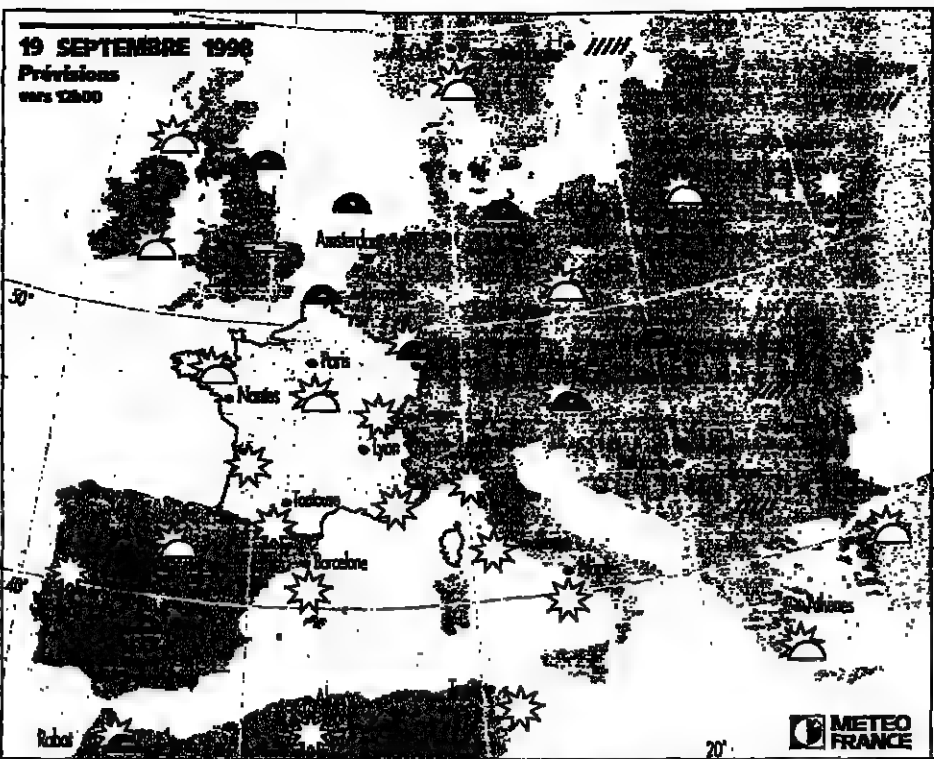 19 SEPTEMBRE 1998
Prévisions
vers 12h00
Amsterdam
50°
Paris
Nantes
Lyon
Toulouse
Barcelone
40°
Athènes
Rabat
20°
METEO
FRANCE